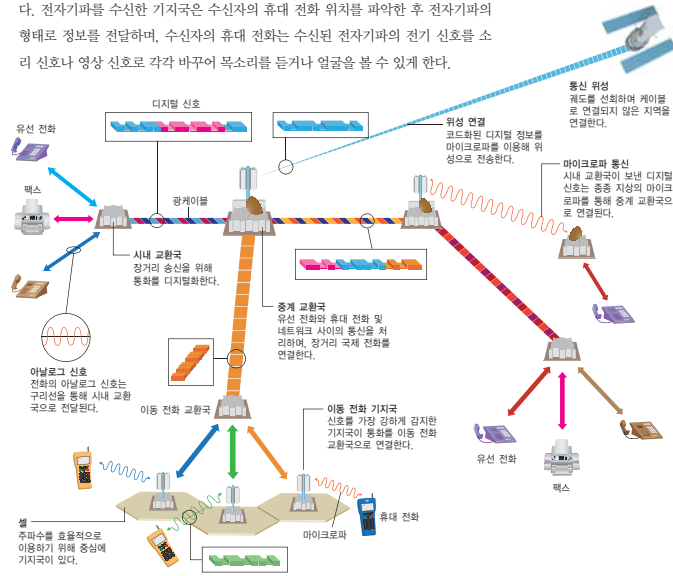 다. 전자기파를 수신한 기지국은 수신자의 휴대 전화 위치를 파악한 후 전자기파의
형태로 정보를 전달하며, 수신자의 휴대 전화는 수신된 전자기파의 전기 신호를 소
리 신호나 영상 신호로 각각 바꾸어 목소리를 듣거나 얼굴을 볼 수 있게 한다.
통신 위성
궤도를 선회하며 케이블
로 연결되지 않은 지역을
연결한다.
디지털 신호
위성 연결
코드화된 디지털 정보를
마이크로파를 이용해 위
성으로 전송한다.
유선 전화
마이크로파 통신
시내 교환국이 보낸 디지털
신호는 종종 지상의 마이크
로파를 통해 중계 교환국으
로 연결된다.
팩스
광케이블
시내 교환국
장거리 송신을 위해
통화를 디지털화한다.
중계 교환국
유선 전화와 휴대 전화 및
네트워크 사이의 통신을 처
리하며, 장거리 국제 전화를
연결한다.
아날로그 신호
전화의 아날로그 신호는
구리선을 통해 시내 교환
국으로 전달된다.
이동 전화 교환국
이동 전화 기지국
신호를 가장 강하게 감지한
기지국이 통화를 이동 전화
교환국으로 연결한다.
유선 전화
팩스
셀
주파수를 효율적으로
이용하기 위해 중심에
기지국이 있다.
마이크로파
휴대 전화